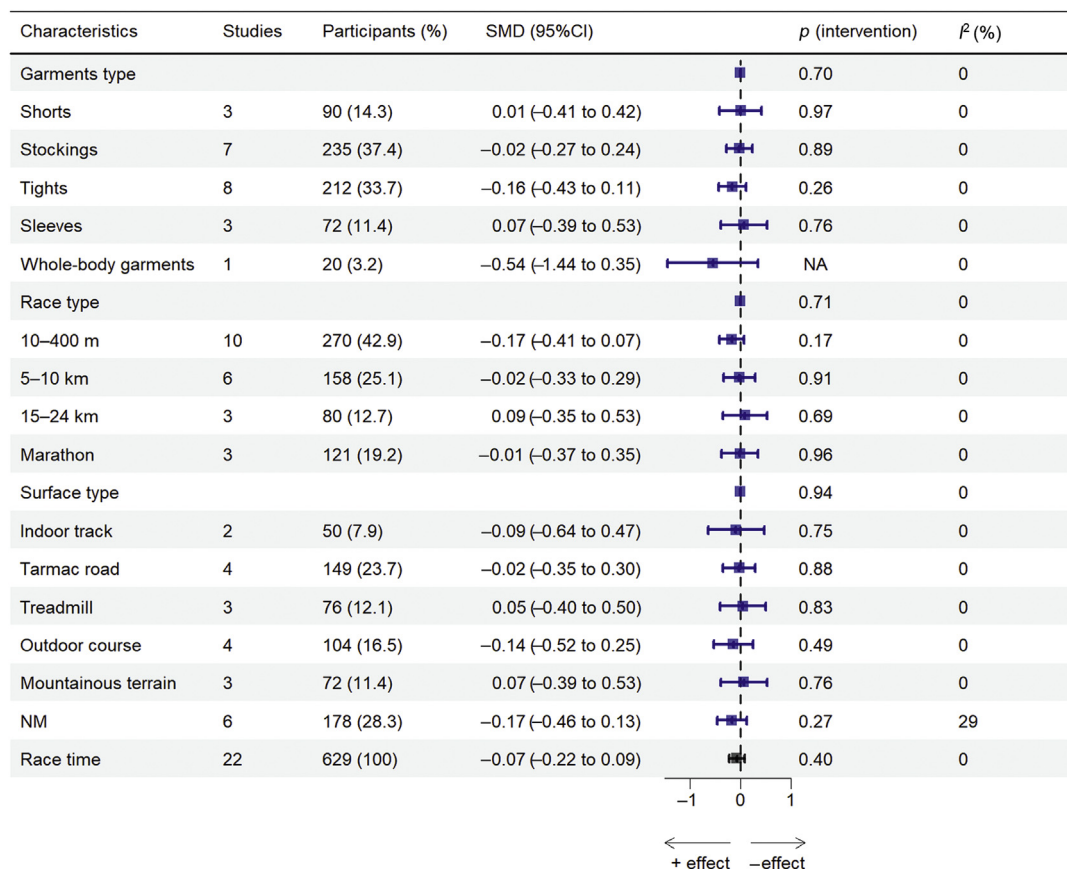 Characteristics Studies Participants (%) SMD (95%CI) p (intervention) I² (%)
Garments type 0.70 0
Shorts 3 90 (14.3) 0.01 (–0.41 to 0.42) 0.97 0
Stockings 7 235 (37.4) –0.02 (–0.27 to 0.24) 0.89 0
Tights 8 212 (33.7) –0.16 (–0.43 to 0.11) 0.26 0
Sleeves 3 72 (11.4) 0.07 (–0.39 to 0.53) 0.76 0
Whole-body garments 1 20 (3.2) –0.54 (–1.44 to 0.35) NA 0
Race type 0.71 0
10–400 m 10 270 (42.9) –0.17 (–0.41 to 0.07) 0.17 0
5–10 km 6 158 (25.1) –0.02 (–0.33 to 0.29) 0.91 0
15–24 km 3 80 (12.7) 0.09 (–0.35 to 0.53) 0.69 0
Marathon 3 121 (19.2) –0.01 (–0.37 to 0.35) 0.96 0
Surface type 0.94 0
Indoor track 2 50 (7.9) –0.09 (–0.64 to 0.47) 0.75 0
Tarmac road 4 149 (23.7) –0.02 (–0.35 to 0.30) 0.88 0
Treadmill 3 76 (12.1) 0.05 (–0.40 to 0.50) 0.83 0
Outdoor course 4 104 (16.5) –0.14 (–0.52 to 0.25) 0.49 0
Mountainous terrain 3 72 (11.4) 0.07 (–0.39 to 0.53) 0.76 0
NM 6 178 (28.3) –0.17 (–0.46 to 0.13) 0.27 29
Race time 22 629 (100) –0.07 (–0.22 to 0.09) 0.40 0
–1 0 1
+ effect –effect